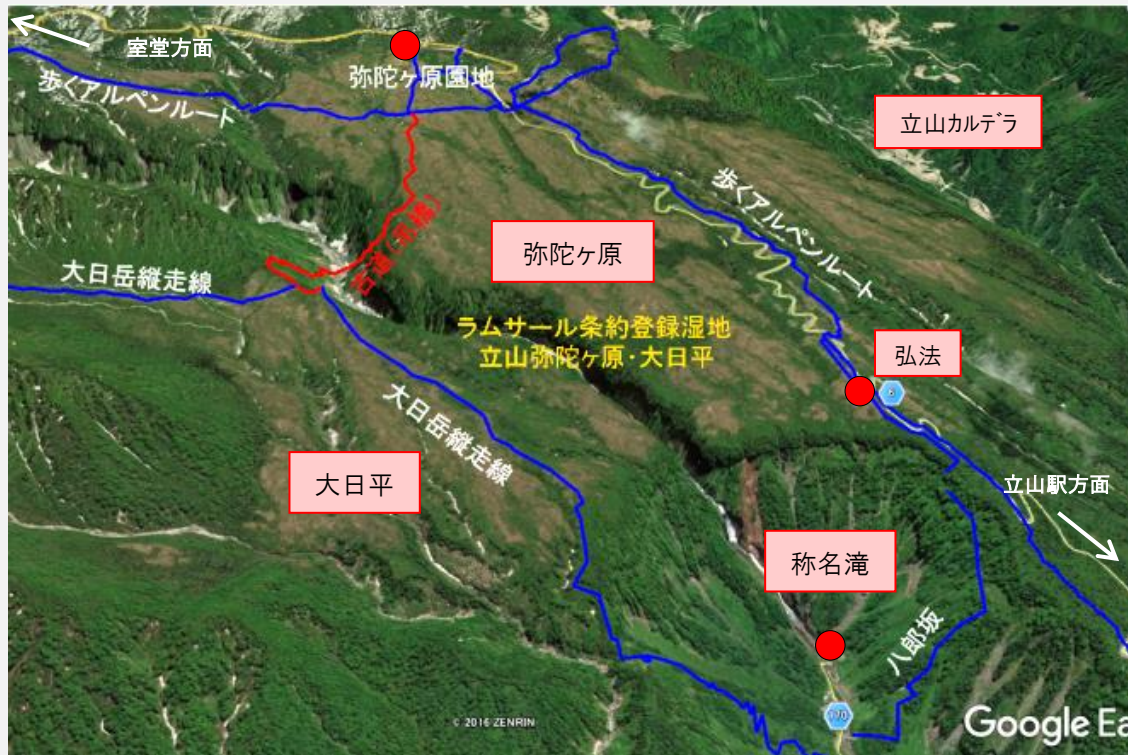 室堂方面
弥陀ヶ原園地
歩くアルペンルート
立山カルデラ
歩くアルペンルート
弥陀ヶ原
大日岳縦走線
ラムサール条約登録湿地
立山弥陀ヶ原・大日平
弘法
6
大日岳縦走線
大日平
立山駅方面
称名滝
八郎坂
170
© 2016 ZENRIN
Google Ea